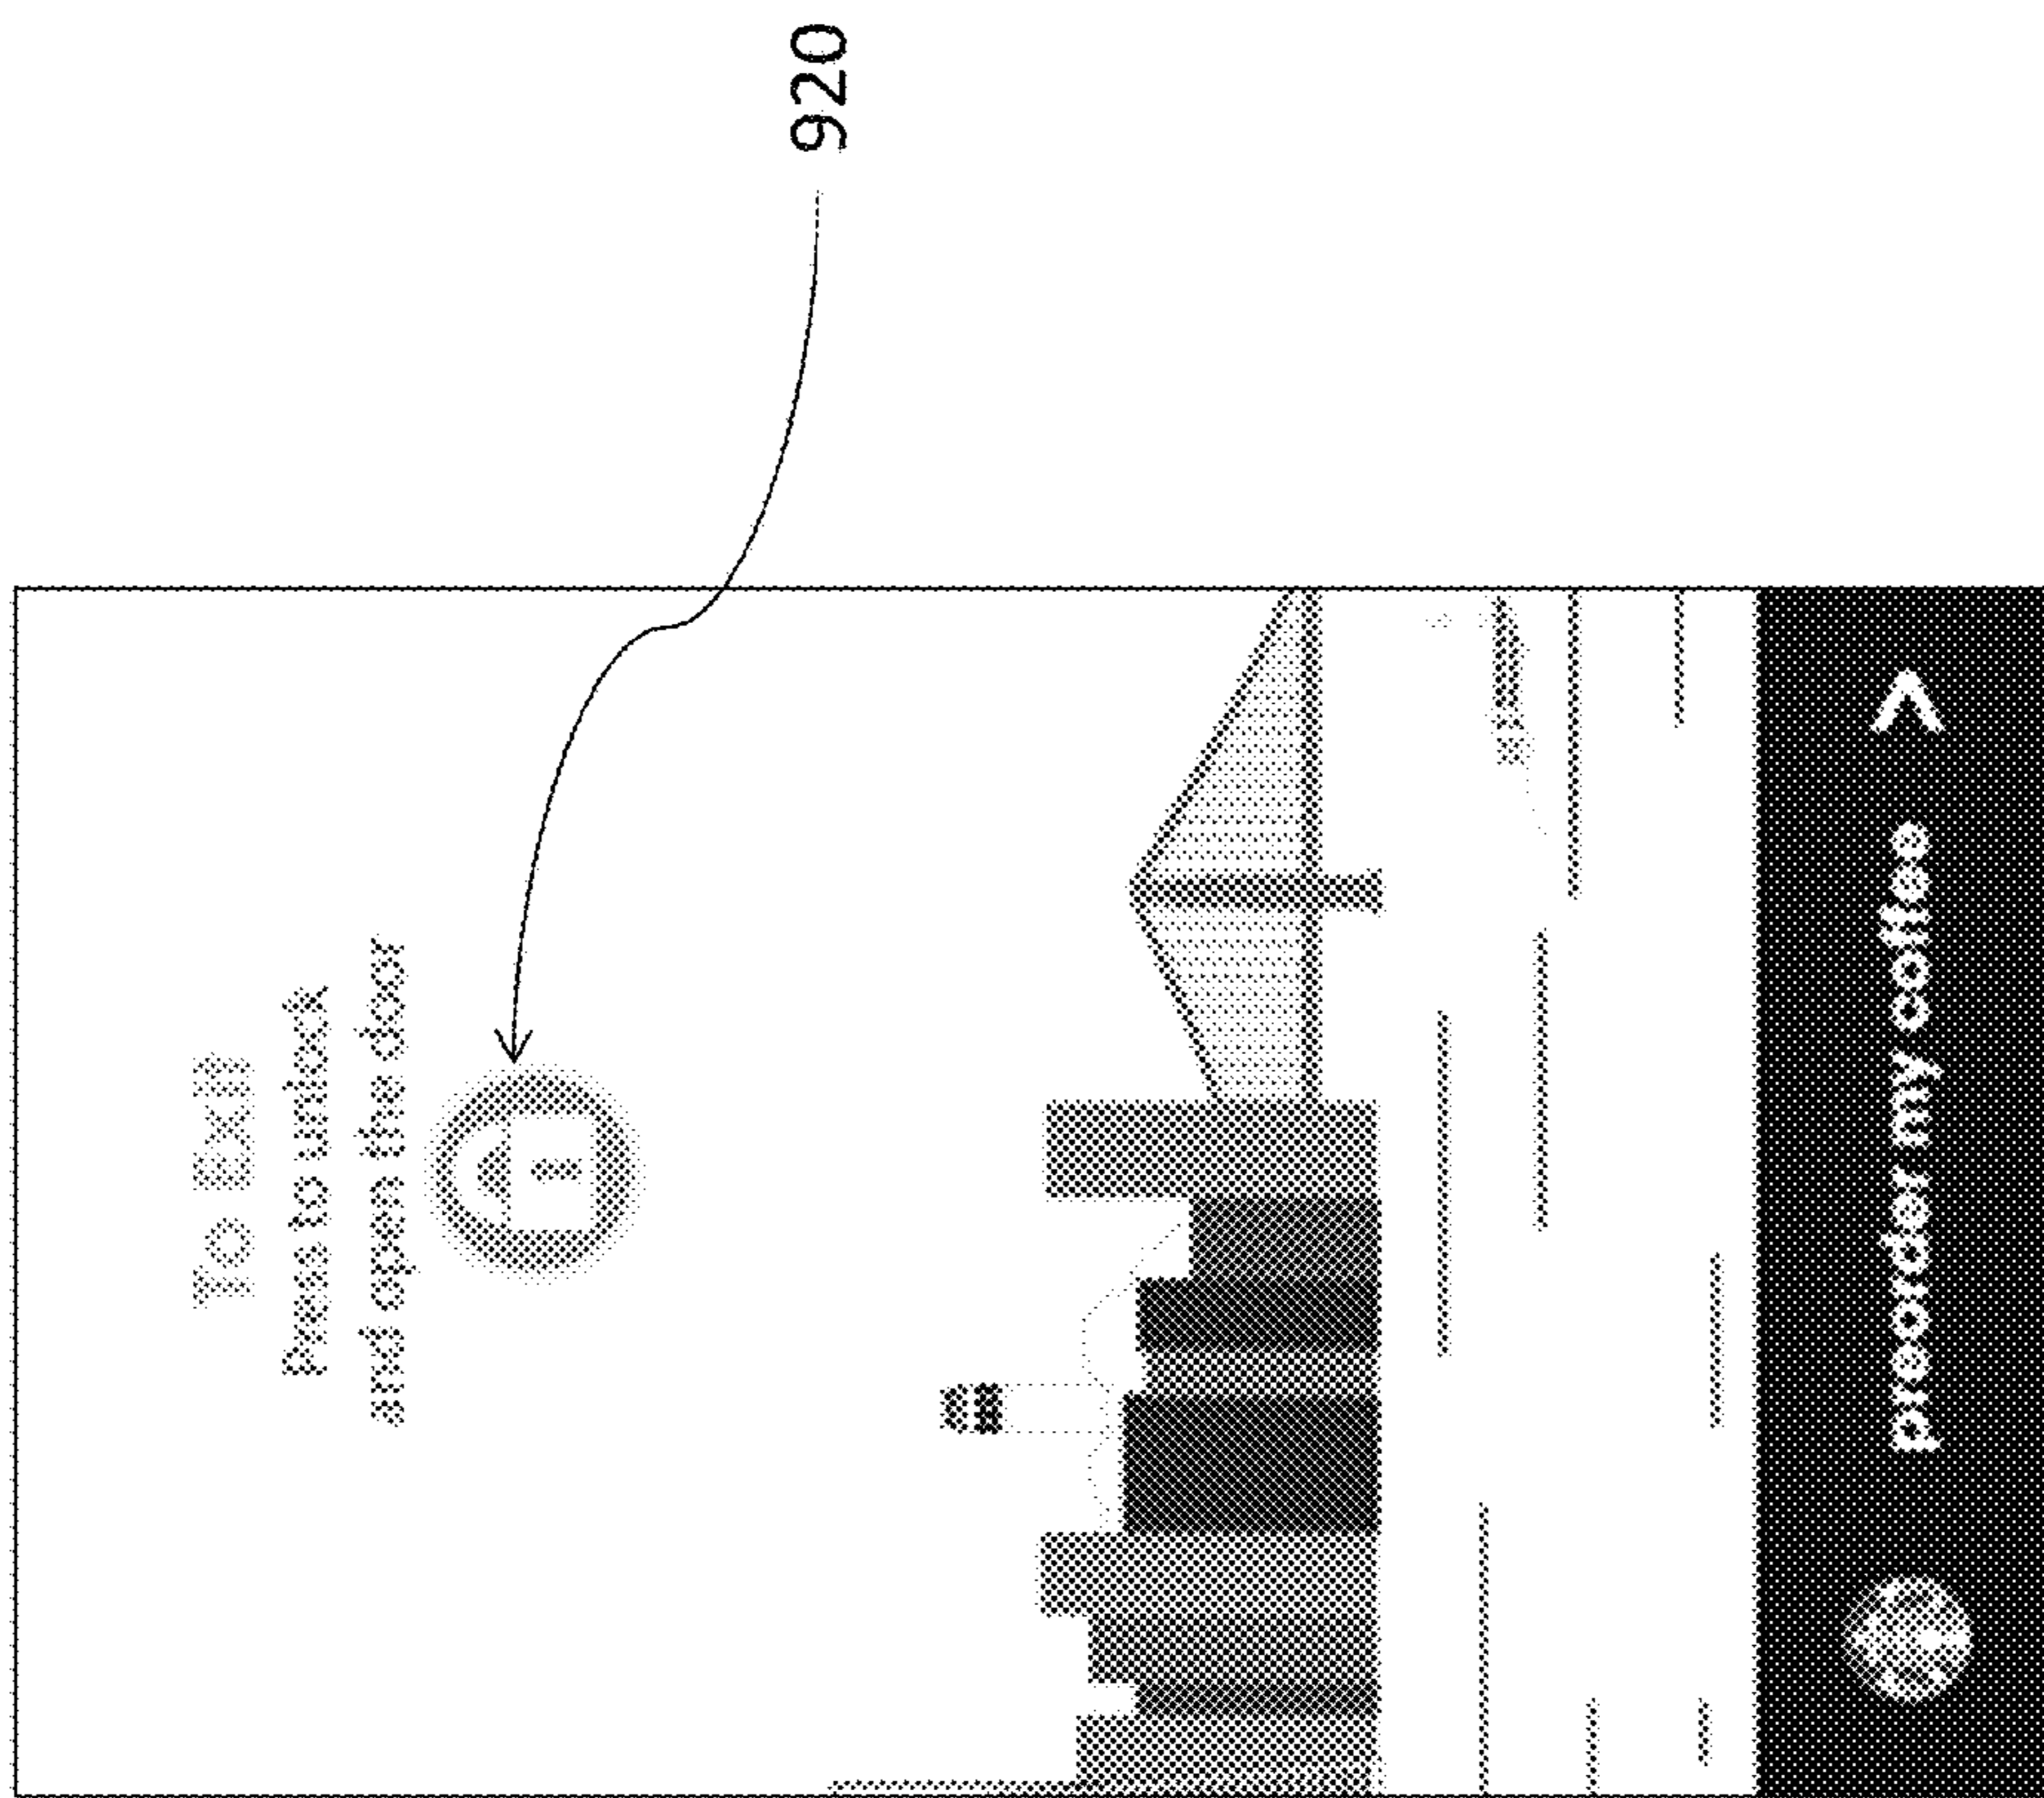 920
To Exit
Press to unlock
and open the door
preorder my coffee >